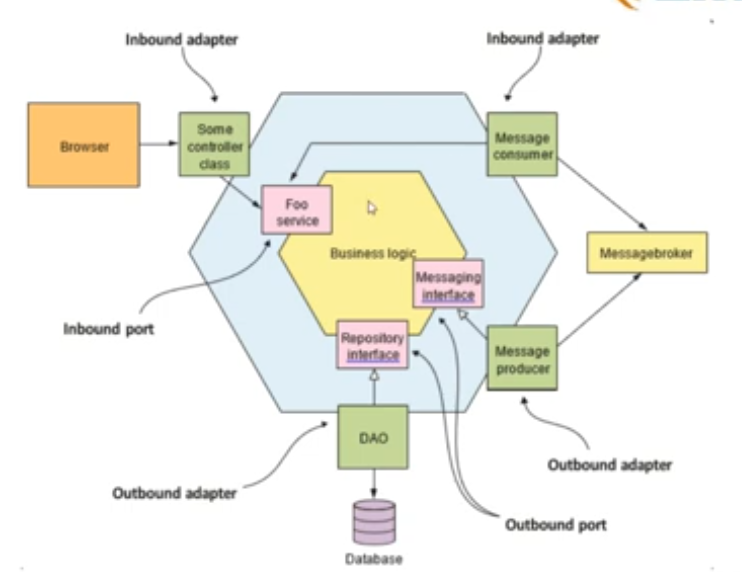 Inbound adapter
Inbound adapter
Browser
Some
controller
class
Message
consumer
Foo
service
Business logic
Messagebroker
Messaging
interface
Inbound port
Repository
interface
Message
producer
DAO
Outbound adapter
Outbound adapter
Outbound port
Database